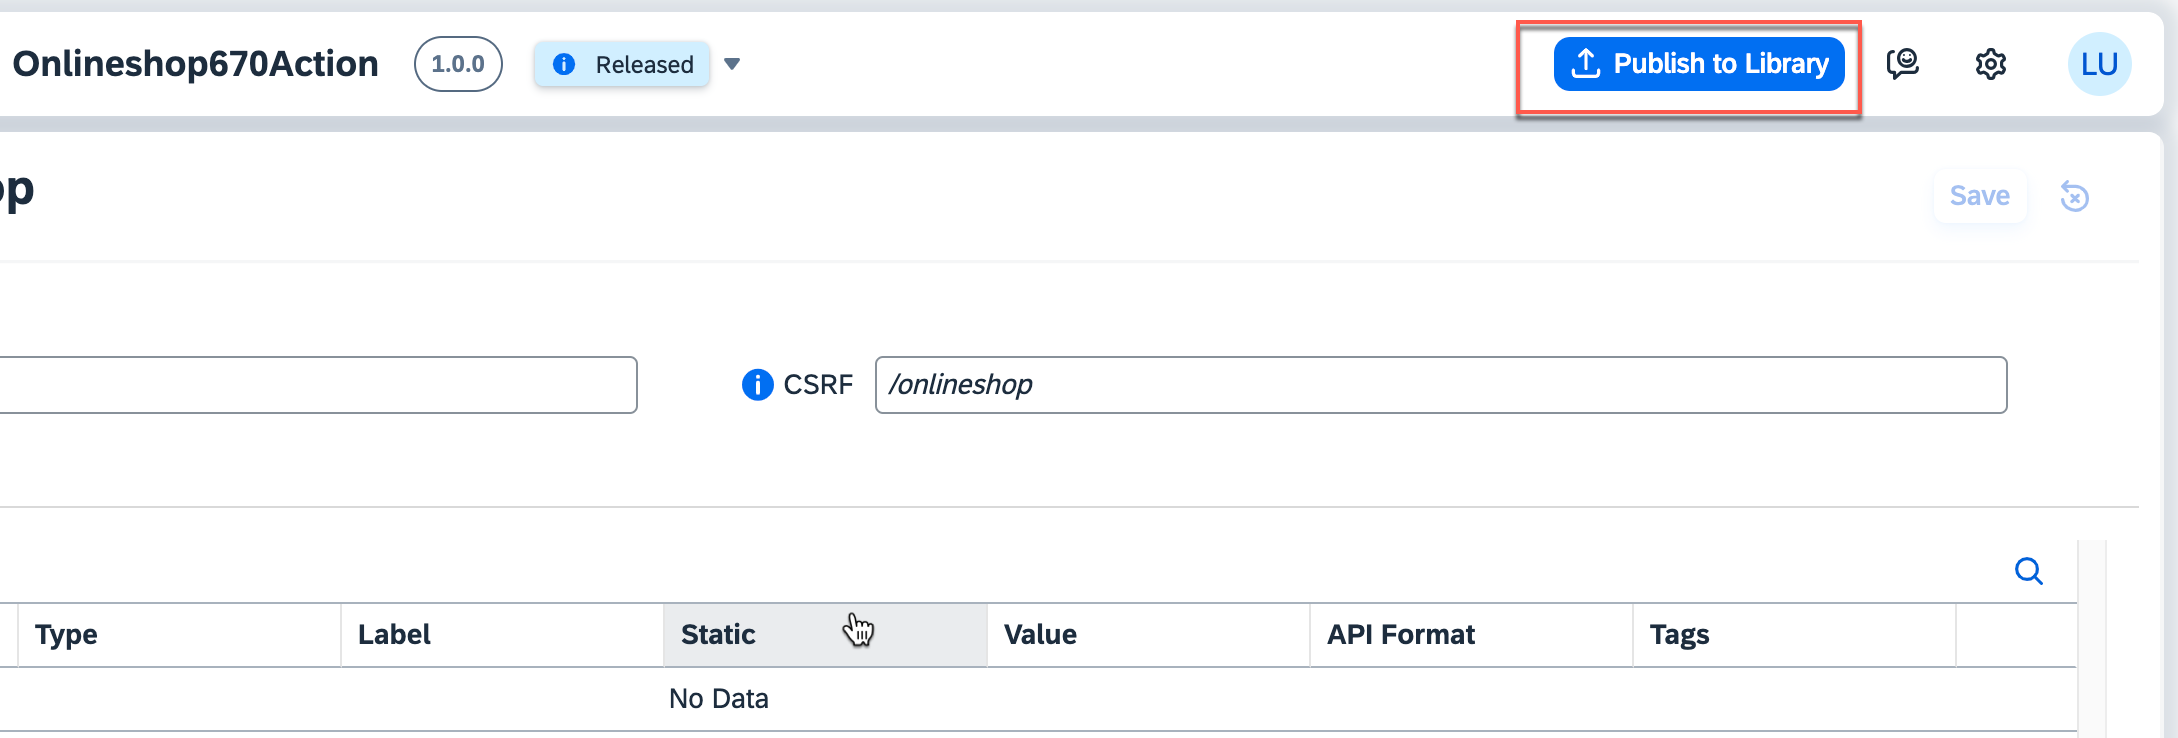 Onlineshop670Action 1.0.0 Released Publish to Library LU
op Save
CSRF /onlineshop
Type Label Static Value API Format Tags
No Data